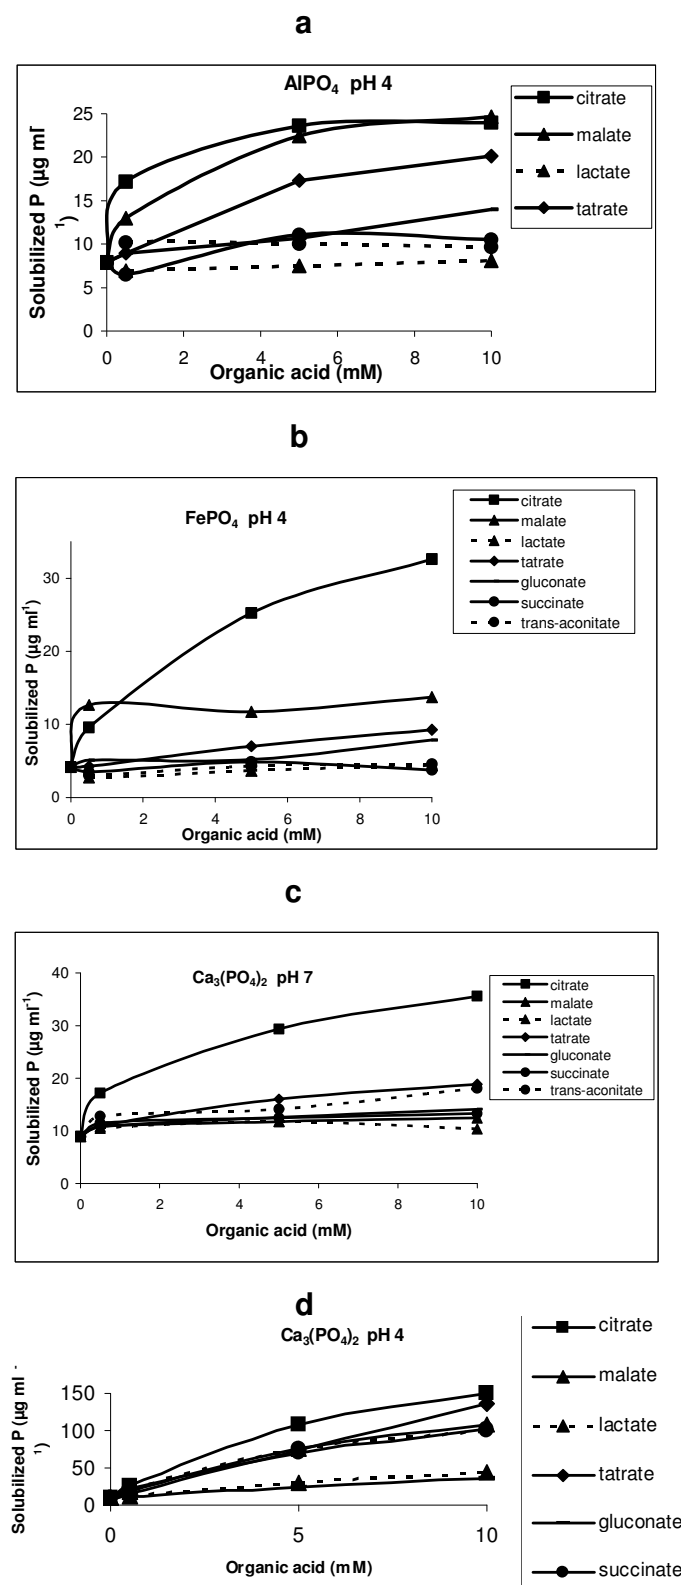 a
AlPO4 pH 4
Solubilized P (µg ml-1)
25
20
15
10
5
0
0 2 4 6 8 10
Organic acid (mM)
citrate
malate
lactate
tatrate
b
FePO4 pH 4
Solubilized P (µg ml1)
30
20
10
0
0 2 4 6 8 10
Organic acid (mM)
citrate
malate
lactate
tatrate
gluconate
succinate
trans-aconitate
c
Ca3(PO4)2 pH 7
Solubilized P (µg ml-1)
40
30
20
10
0
0 2 4 6 8 10
Organic acid (mM)
citrate
malate
lactate
tatrate
gluconate
succinate
trans-aconitate
d
Ca3(PO4)2 pH 4
Solubilized P (µg ml-
1)
150
100
50
0
0 5 10
Organic acid (mM)
citrate
malate
lactate
tatrate
gluconate
succinate